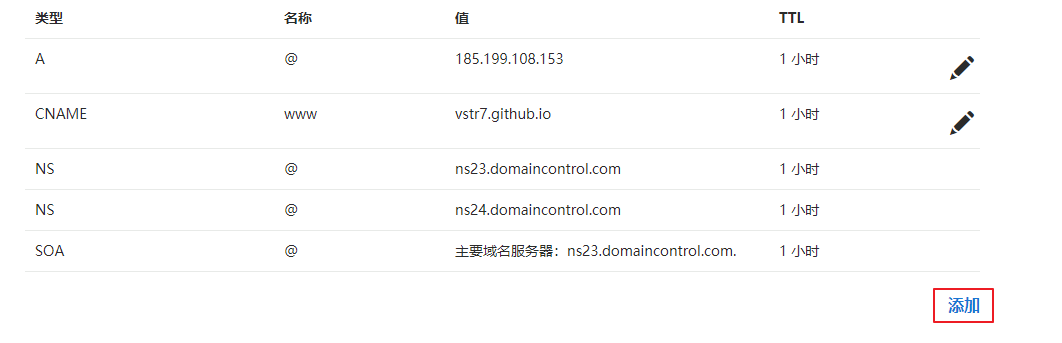 类型 名称 值 TTL
A @ 185.199.108.153 1 小时
CNAME www vstr7.github.io 1 小时
NS @ ns23.domaincontrol.com 1 小时
NS @ ns24.domaincontrol.com 1 小时
SOA @ 主要域名服务器：ns23.domaincontrol.com. 1 小时
添加